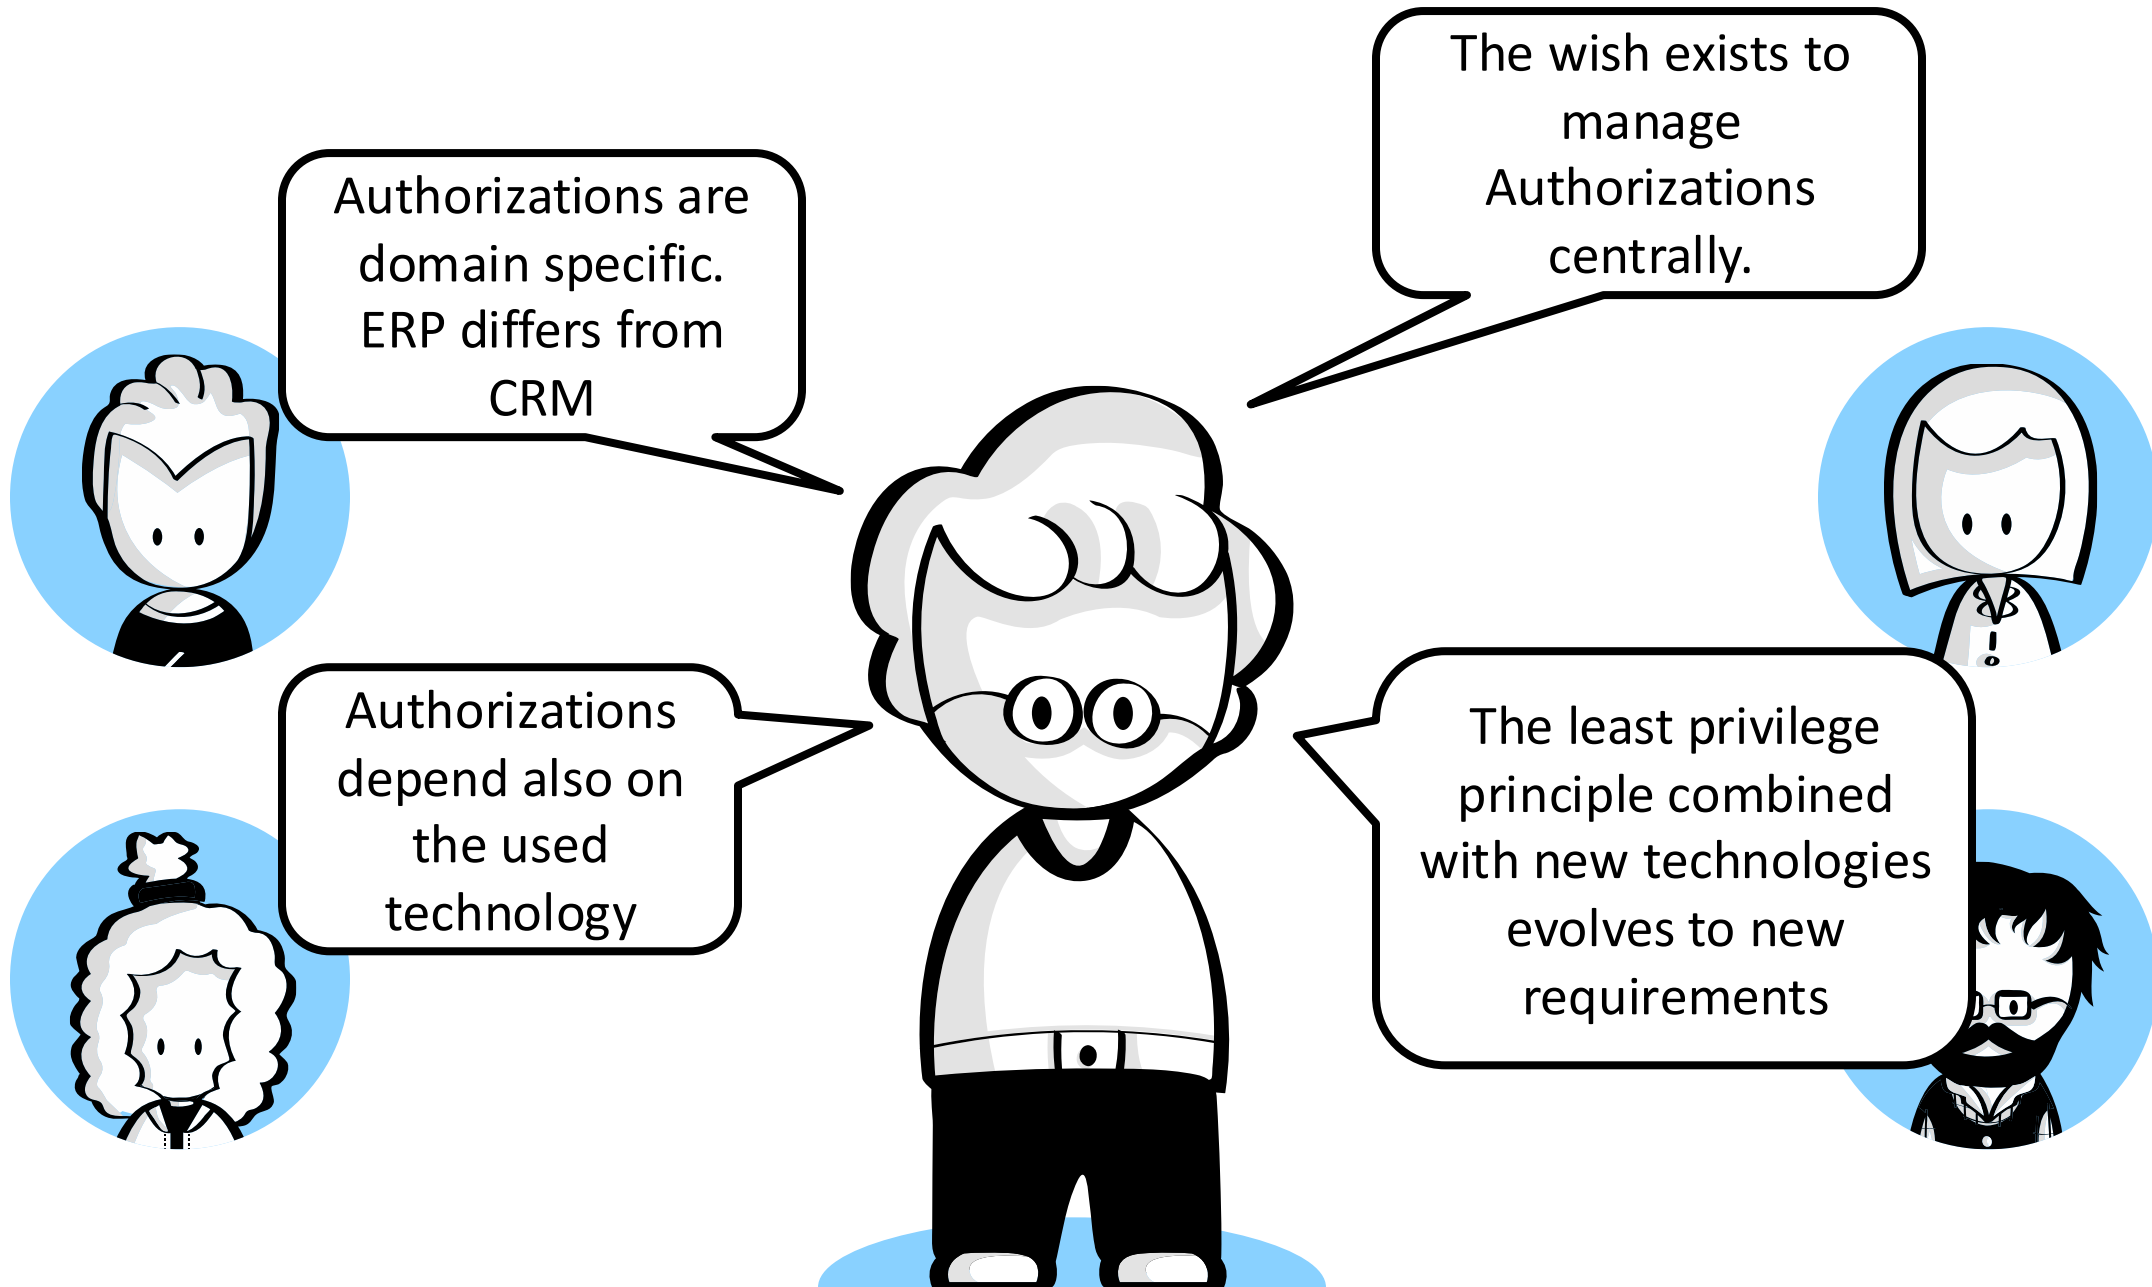 Authorizations are
domain specific.
ERP differs from
CRM
The wish exists to
manage
Authorizations
centrally.
Authorizations
depend also on
the used
technology
The least privilege
principle combined
with new technologies
evolves to new
requirements